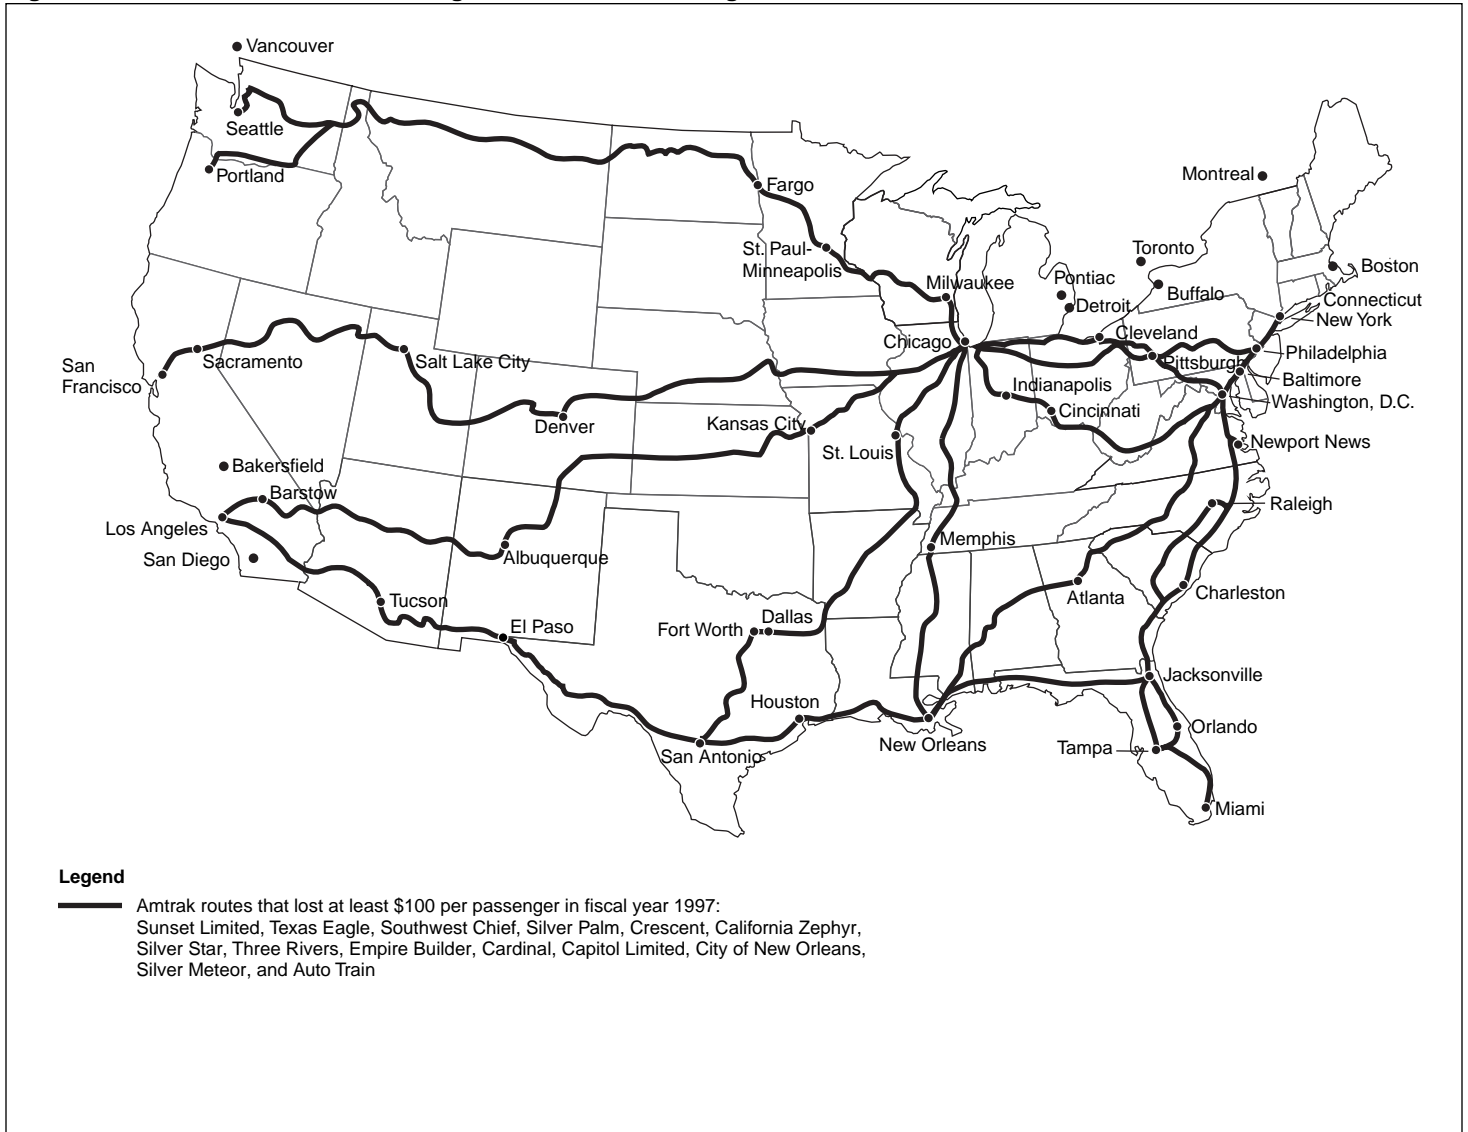 Vancouver
Seattle
Portland
Fargo
Montreal
St. Paul-
Minneapolis
Toronto
Boston
Milwaukee
Pontiac
Buffalo
Detroit
Connecticut
New York
Cleveland
Chicago
Sacramento
Salt Lake City
Pittsburgh
Philadelphia
San
Francisco
Indianapolis
Baltimore
Washington, D.C.
Cincinnati
Denver
Kansas City
St. Louis
Newport News
Bakersfield
Barstow
Raleigh
Los Angeles
San Diego
Albuquerque
Memphis
Tucson
Atlanta
Charleston
El Paso
Dallas
Fort Worth
Jacksonville
Houston
Orlando
New Orleans
Tampa
San Antonio
Miami
Legend
Amtrak routes that lost at least $100 per passenger in fiscal year 1997:
Sunset Limited, Texas Eagle, Southwest Chief, Silver Palm, Crescent, California Zephyr,
Silver Star, Three Rivers, Empire Builder, Cardinal, Capitol Limited, City of New Orleans,
Silver Meteor, and Auto Train